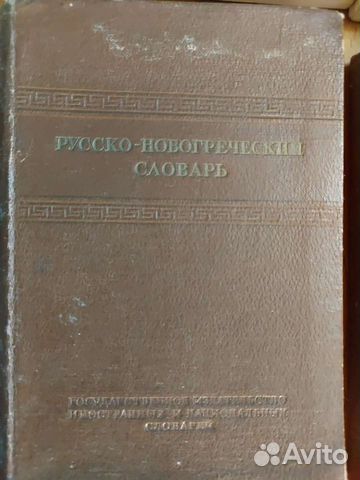 РУССКО-НОВОГРЕЧЕСКИЙ
СЛОВАРЬ
ГОСУДАРСТВЕННОЕ ИЗДАТЕЛЬСТВО
ИНОСТРАННЫХ И НАЦИОНАЛЬНЫХ
СЛОВАРЕЙ
Avito